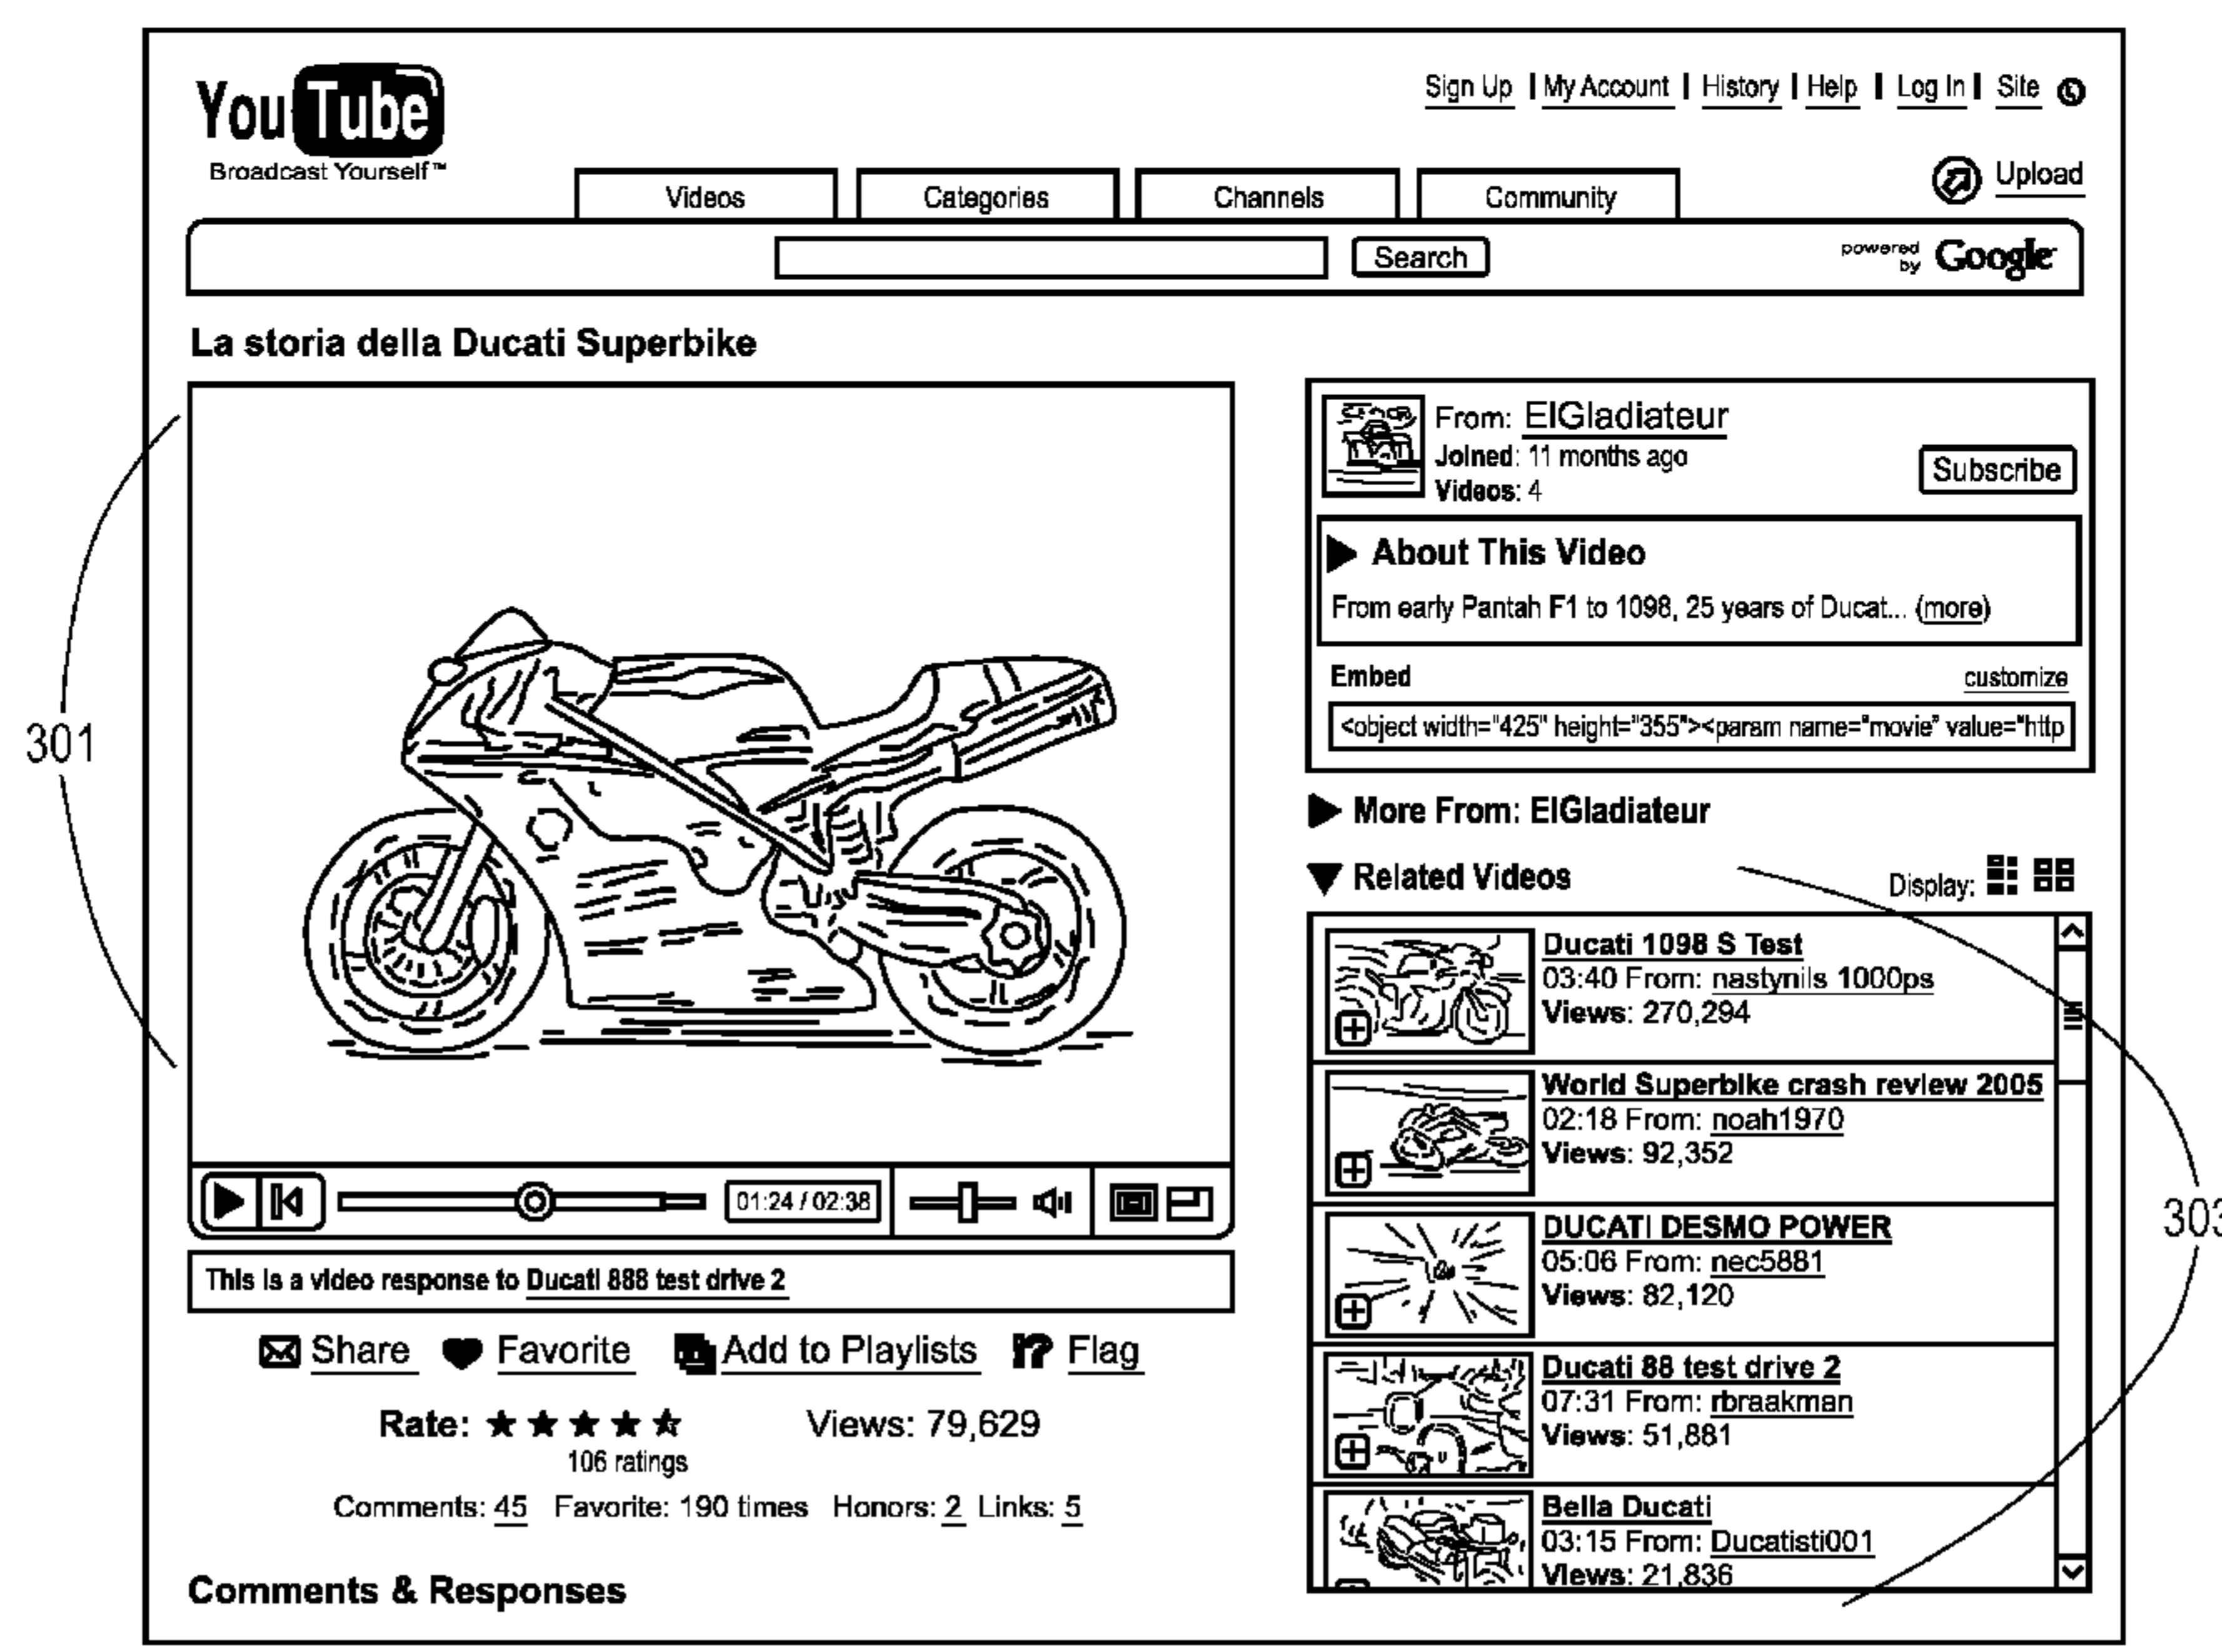 YouTube
Broadcast Yourself™
Sign Up | My Account | History | Help | Log In | Site
Upload
Videos
Categories
Channels
Community
Search
powered by Google
La storia della Ducati Superbike
301
01:24 / 02:38
This is a video response to Ducati 888 test drive 2
Share Favorite Add to Playlists Flag
Rate: Views: 79,629
106 ratings
Comments: 45 Favorite: 190 times Honors: 2 Links: 5
Comments & Responses
From: ElGladiateur
Joined: 11 months ago
Videos: 4
Subscribe
About This Video
From early Pantah F1 to 1098, 25 years of Ducat... (more)
Embed customize
<object width="425" height="355"><param name="movie" value="http
More From: ElGladiateur
Related Videos Display:
Ducati 1098 S Test
03:40 From: nastynils 1000ps
Views: 270,294
World Superbike crash review 2005
02:18 From: noah1970
Views: 92,352
DUCATI DESMO POWER
05:06 From: nec5881
Views: 82,120
Ducati 88 test drive 2
07:31 From: rbraakman
Views: 51,881
Bella Ducati
03:15 From: Ducatisti001
Views: 21,836
303